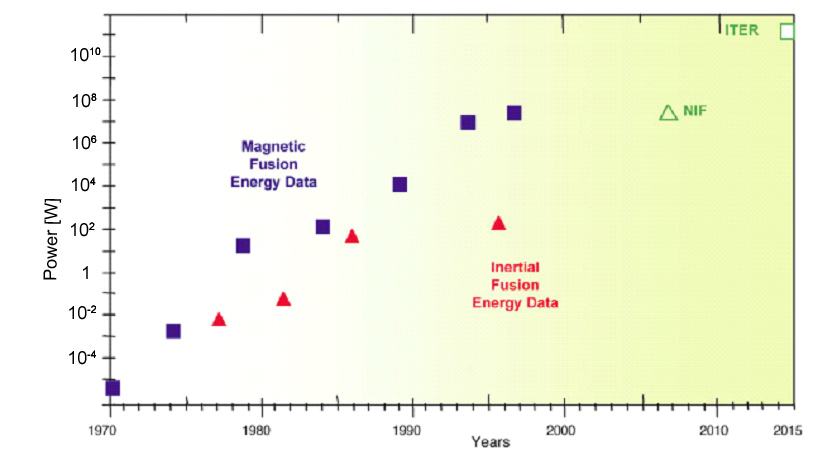 ITER
10¹⁰
10⁸
NIF
10⁶
Magnetic
Fusion
Energy Data
10⁴
10²
Power [W]
1
Inertial
Fusion
Energy Data
10⁻²
10⁻⁴
1970 1980 1990 2000 2010 2015
Years